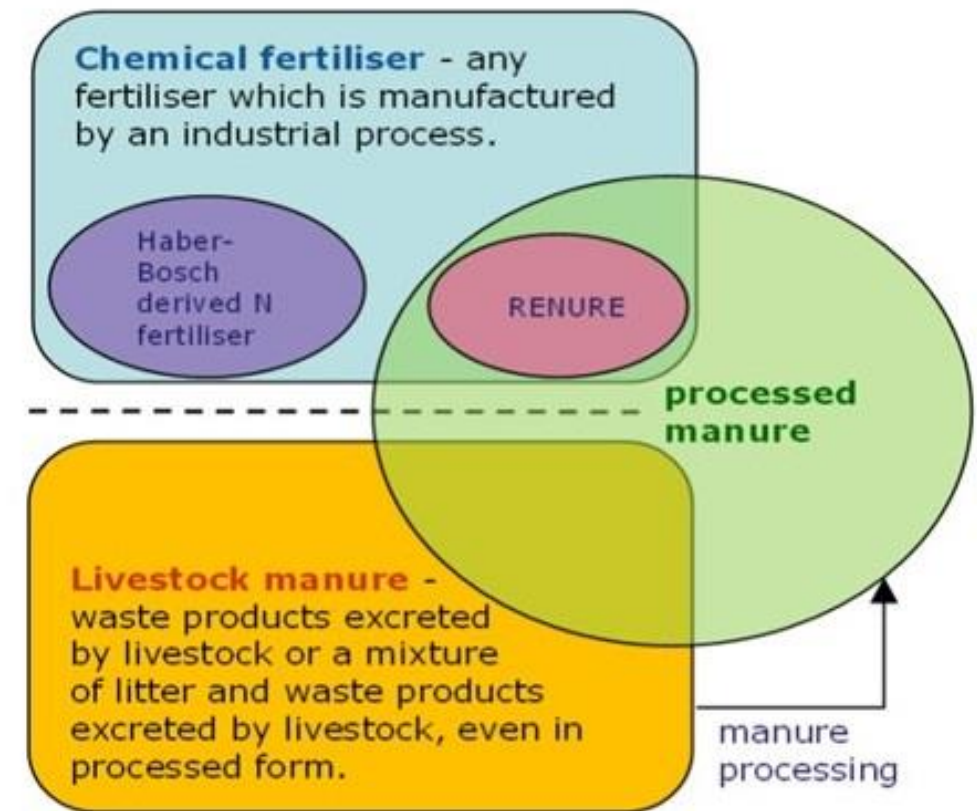 Chemical fertiliser - any
fertiliser which is manufactured
by an industrial process.
Haber-
Bosch
derived N
fertiliser
RENURE
processed
manure
Livestock manure -
waste products excreted
by livestock or a mixture
of litter and waste products
excreted by livestock, even in
processed form.
manure
processing